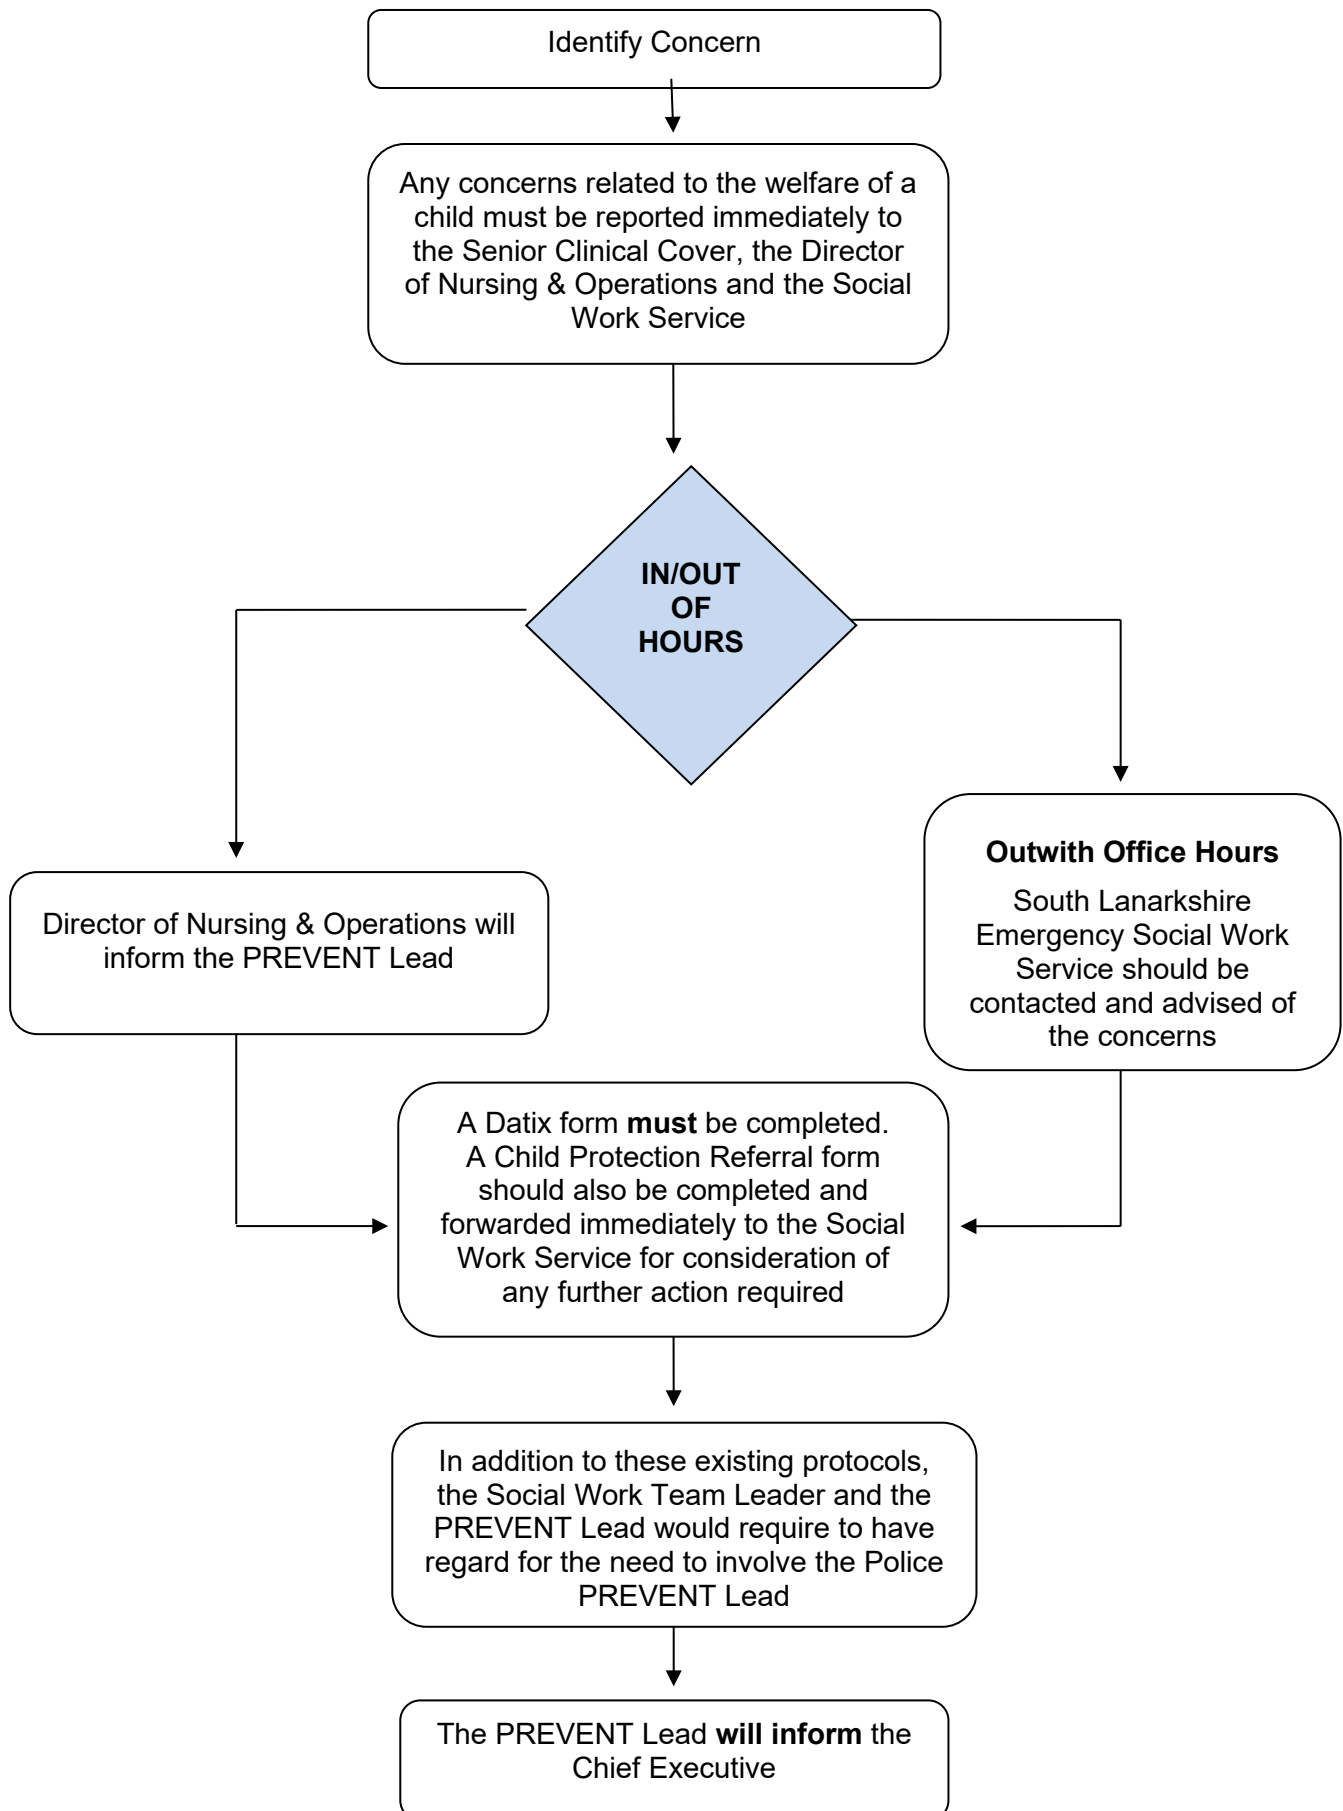 Identify Concern
Any concerns related to the welfare of a
child must be reported immediately to
the Senior Clinical Cover, the Director
of Nursing & Operations and the Social
Work Service
IN/OUT
OF
HOURS
Director of Nursing & Operations will
inform the PREVENT Lead
Outwith Office Hours
South Lanarkshire
Emergency Social Work
Service should be
contacted and advised of
the concerns
A Datix form must be completed.
A Child Protection Referral form
should also be completed and
forwarded immediately to the Social
Work Service for consideration of
any further action required
In addition to these existing protocols,
the Social Work Team Leader and the
PREVENT Lead would require to have
regard for the need to involve the Police
PREVENT Lead
The PREVENT Lead will inform the
Chief Executive